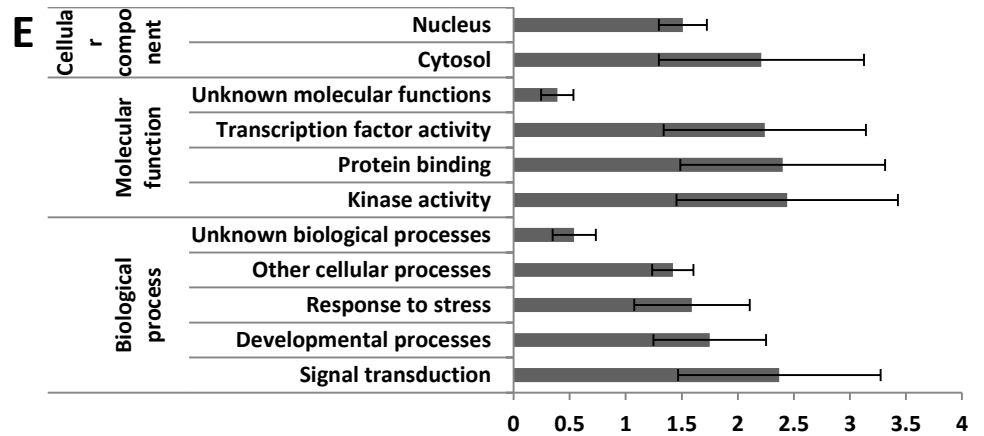 E
Cellula
r
compo
nent
Nucleus
Cytosol
Molecular
function
Unknown molecular functions
Transcription factor activity
Protein binding
Kinase activity
Biological
process
Unknown biological processes
Other cellular processes
Response to stress
Developmental processes
Signal transduction
0 0.5 1 1.5 2 2.5 3 3.5 4